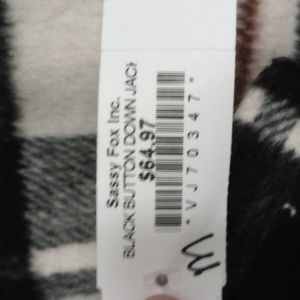 Sassy Fox Inc.
BLACK BUTTON DOWN JACK
$64.97
*VJ70347*